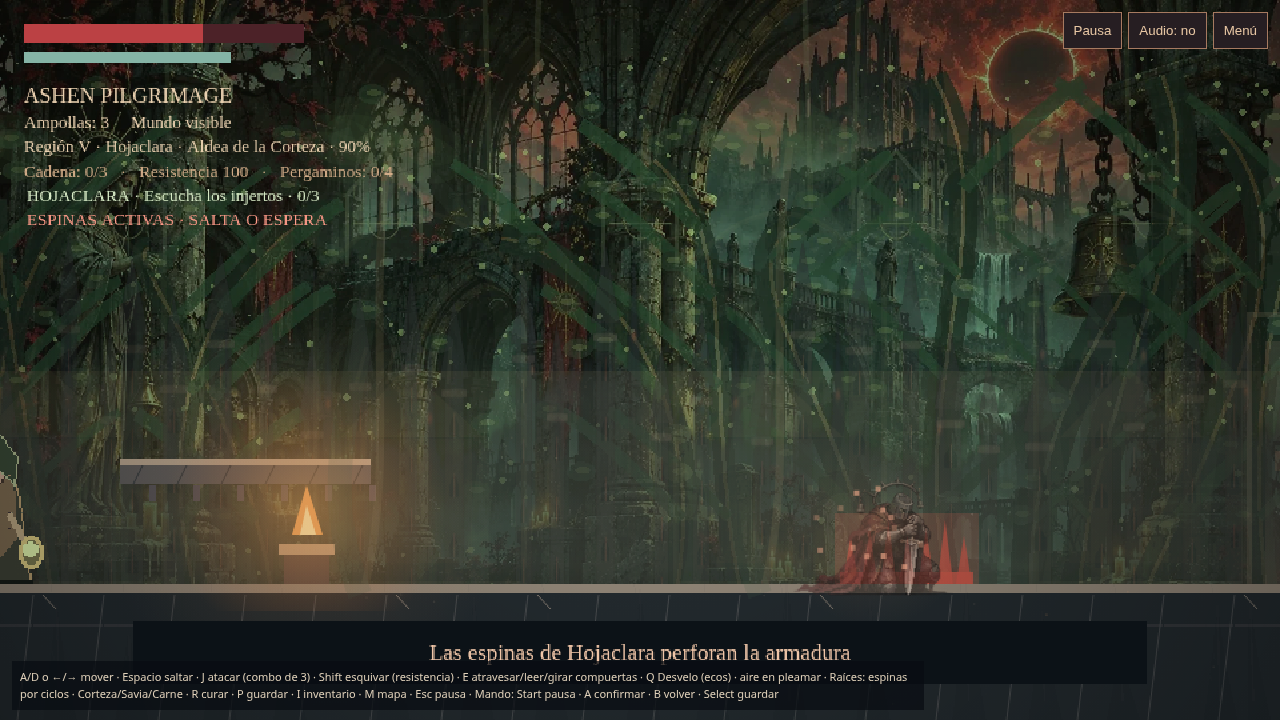 Pausa
Audio: no
Menú
ASHEN PILGRIMAGE
Ampollas: 3 / Mundo visible
Región V · Hojaclara · Aldea de la Corteza · 90%
Cadena: 0/3 · Resistencia 100 · Pergaminos: 0/4
HOJACLARA · Escucha los injertos · 0/3
ESPINAS ACTIVAS · SALTA O ESPERA
Las espinas de Hojaclara perforan la armadura
A/D o ←/→ mover · Espacio saltar · J atacar (combo de 3) · Shift esquivar (resistencia) · E atravesar/leer/girar compuertas · Q Desvelo (ecos) · aire en pleamar · Raíces: espinas
por ciclos · Corteza/Savia/Carne · R curar · P guardar · I inventario · M mapa · Esc pausa · Mando: Start pausa · A confirmar · B volver · Select guardar